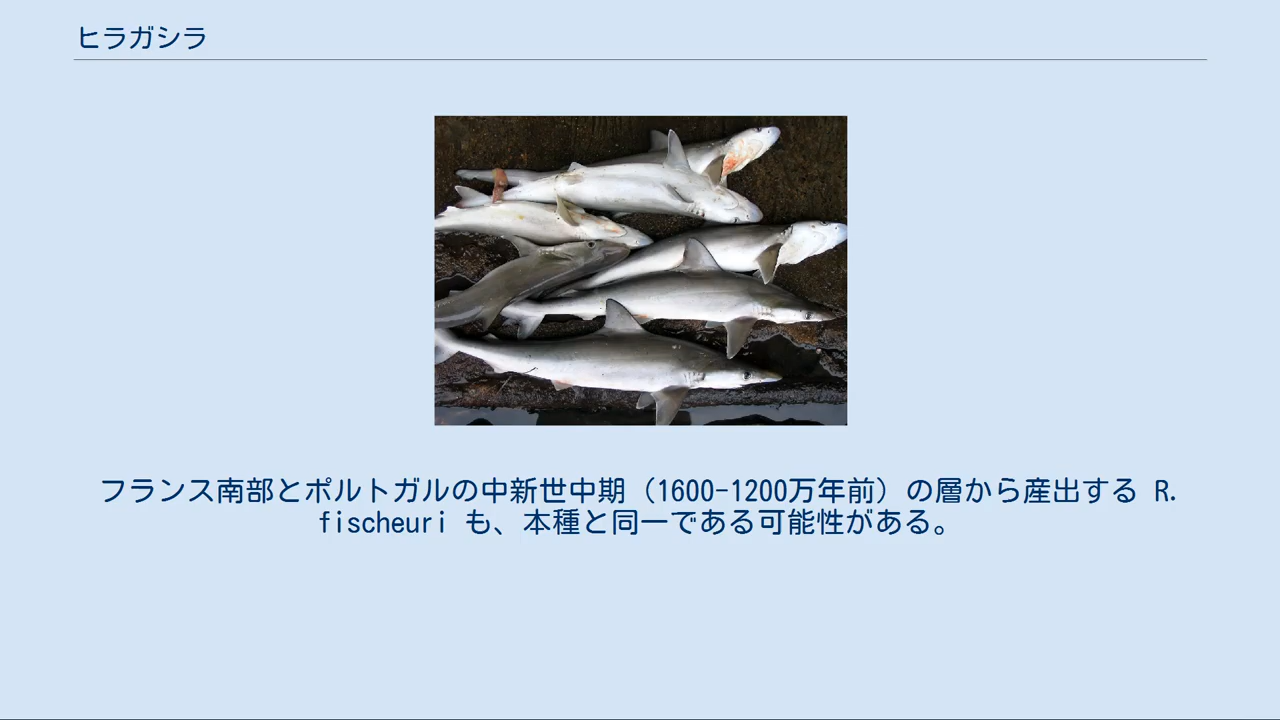 ヒラガシラ
フランス南部とポルトガルの中新世中期（1600-1200万年前）の層から産出する R.
fischeuri も、本種と同一である可能性がある。